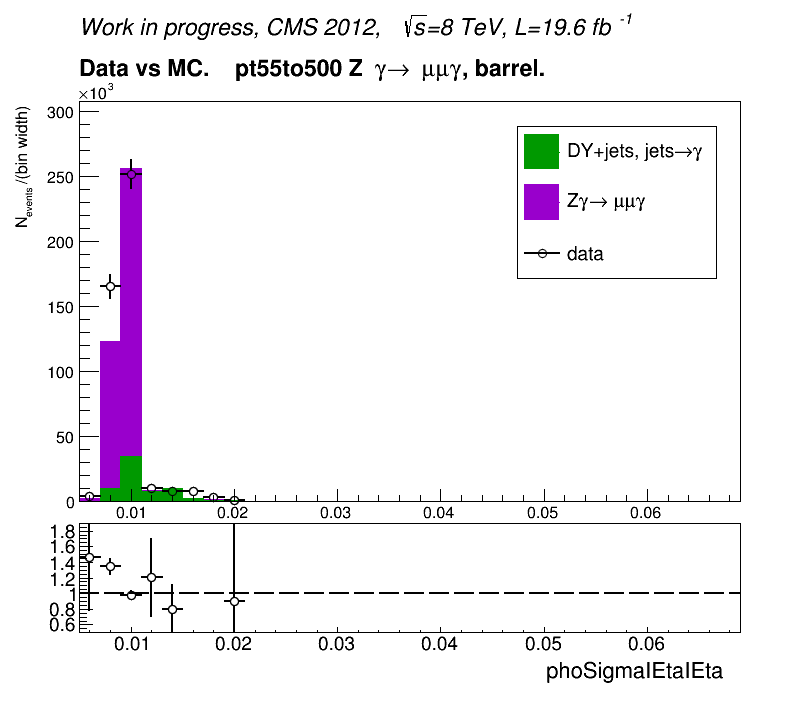 Work in progress, CMS 2012, √s=8 TeV, L=19.6 fb -1
Data vs MC. pt55to500 Z γ→ μμγ, barrel.
×10³
N events /(bin width)
300
250
200
150
100
50
0
DY+jets, jets→γ
Zγ→ μμγ
data
0.01 0.02 0.03 0.04 0.05 0.06
1.8
1.6
1.4
1.2
1
0.8
0.6
0.01 0.02 0.03 0.04 0.05 0.06
phoSigmaIEtaIEta